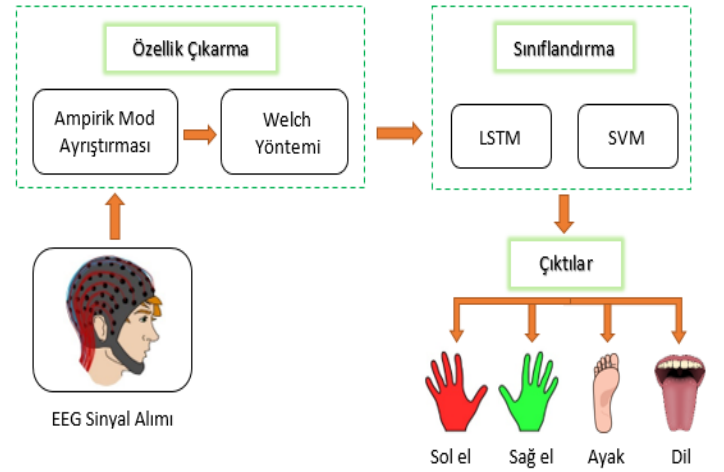 Özellik Çıkarma
Ampirik Mod
Ayrıştırması
Welch
Yöntemi
Sınıflandırma
LSTM
SVM
EEG Sinyal Alımı
Çıktılar
Sol el
Sağ el
Ayak
Dil